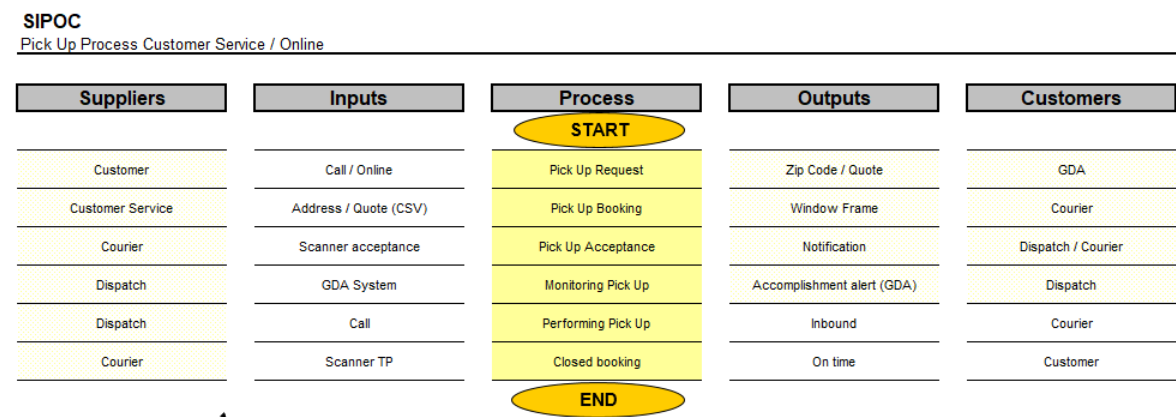 SIPOC
Pick Up Process Customer Service / Online
Suppliers Inputs Process Outputs Customers
START
Customer Call / Online Pick Up Request Zip Code / Quote GDA
Customer Service Address / Quote (CSV) Pick Up Booking Window Frame Courier
Courier Scanner acceptance Pick Up Acceptance Notification Dispatch / Courier
Dispatch GDA System Monitoring Pick Up Accomplishment alert (GDA) Dispatch
Dispatch Call Performing Pick Up Inbound Courier
Courier Scanner TP Closed booking On time Customer
END